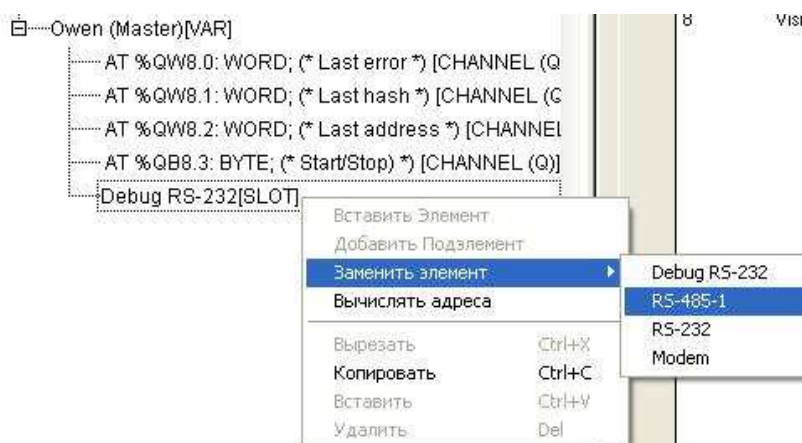 Owen (Master)[VAR]
8 Visi
AT %QW8.0: WORD; (* Last error *) [CHANNEL (Q
AT %QW8.1: WORD; (* Last hash *) [CHANNEL (Q
AT %QW8.2: WORD; (* Last address *) [CHANNEL
AT %QB8.3: BYTE; (* Start/Stop) *) [CHANNEL (Q)]
Debug RS-232[SLOT]
Вставить Элемент
Добавить Подэлемент
Заменить элемент
Debug RS-232
Вычислять адреса
RS-485-1
RS-232
Вырезать Ctrl+X
Modem
Копировать Ctrl+C
Вставить Ctrl+V
Удалить Del